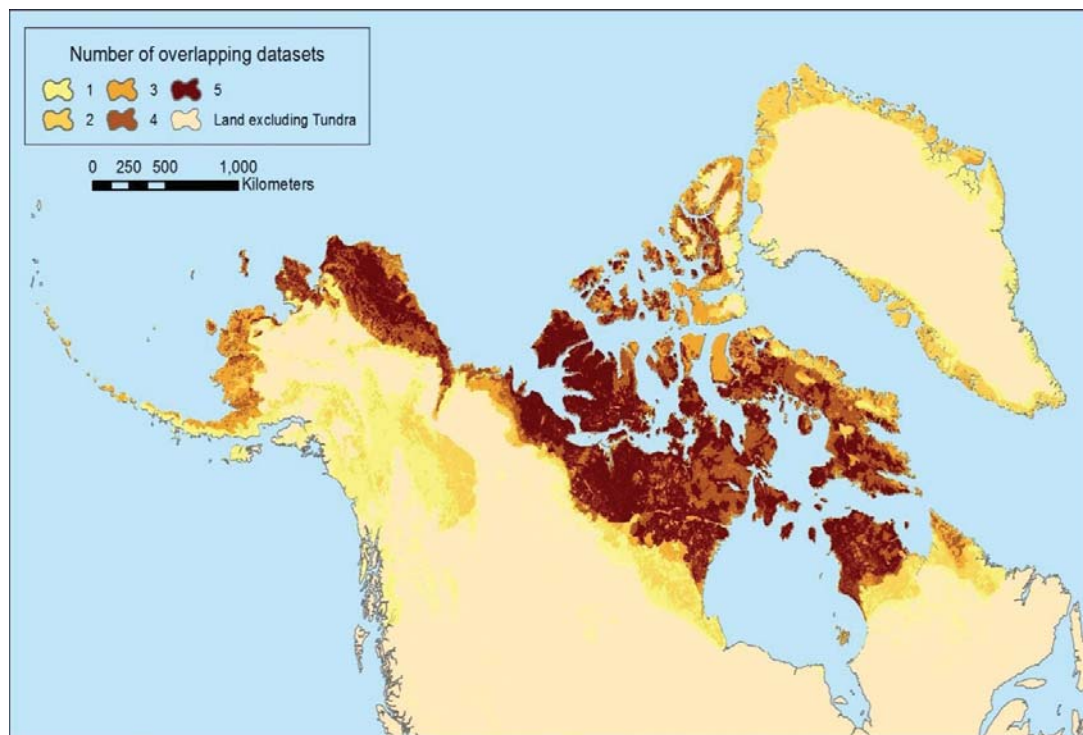 Number of overlapping datasets
1 3 5
2 4 Land excluding Tundra
0 250 500 1,000
Kilometers